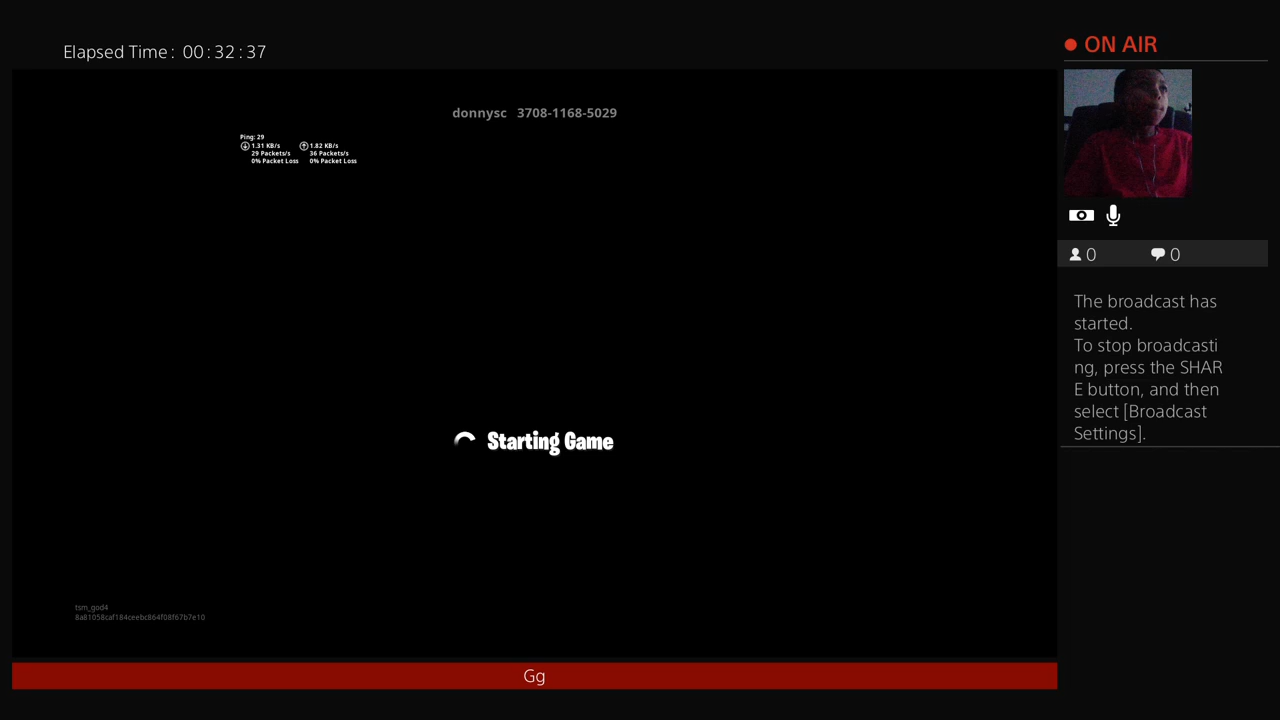 Elapsed Time: 00:32:37
ON AIR
donnysc 3708-1168-5029
Ping: 29
1.31 KB/s 1.82 KB/s
29 Packets/s 36 Packets/s
0% Packet Loss 0% Packet Loss
0 0
The broadcast has
started.
To stop broadcasti
ng, press the SHAR
E button, and then
select [Broadcast
Settings].
Starting Game
tsm_god4
8a81058caf184ceebc864f08f67b7e10
Gg